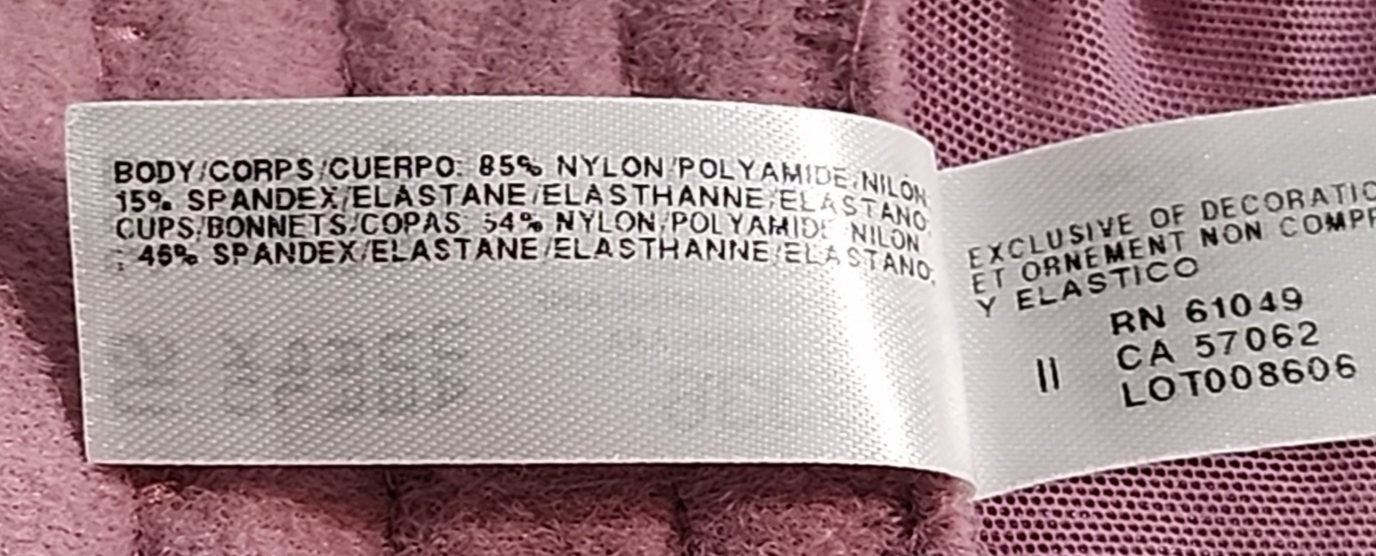 BODY/CORPS/CUERPO: 85% NYLON/POLYAMIDE/NILON
15% SPANDEX/ELASTANE/ELASTHANNE/ELASTANO.
CUPS/BONNETS/COPAS: 54% NYLON/POLYAMIDE NILON
: 46% SPANDEX/ELASTANE/ELASTHANNE/ELASTANO.
EXCLUSIVE OF DECORATIO
ET ORNEMENT NON COMPR
Y ELASTICO
RN 61049
II CA 57062
LOT008606